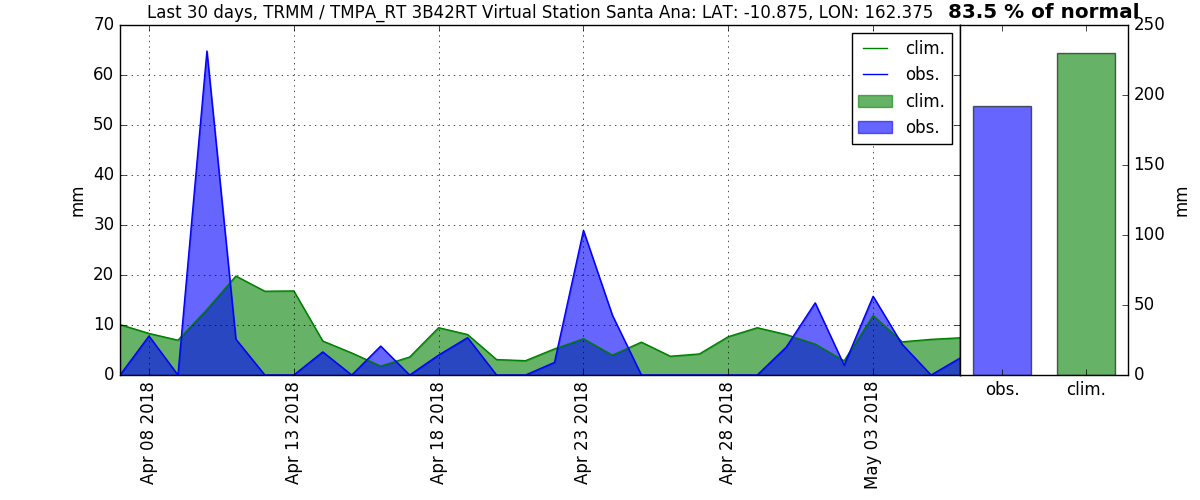 Last 30 days, TRMM / TMPA_RT 3B42RT Virtual Station Santa Ana: LAT: -10.875, LON: 162.375
83.5 % of normal
70
60
50
40
30
20
10
0
mm
clim.
obs.
clim.
obs.
250
200
150
100
50
0
mm
Apr 08 2018
Apr 13 2018
Apr 18 2018
Apr 23 2018
Apr 28 2018
May 03 2018
obs.
clim.